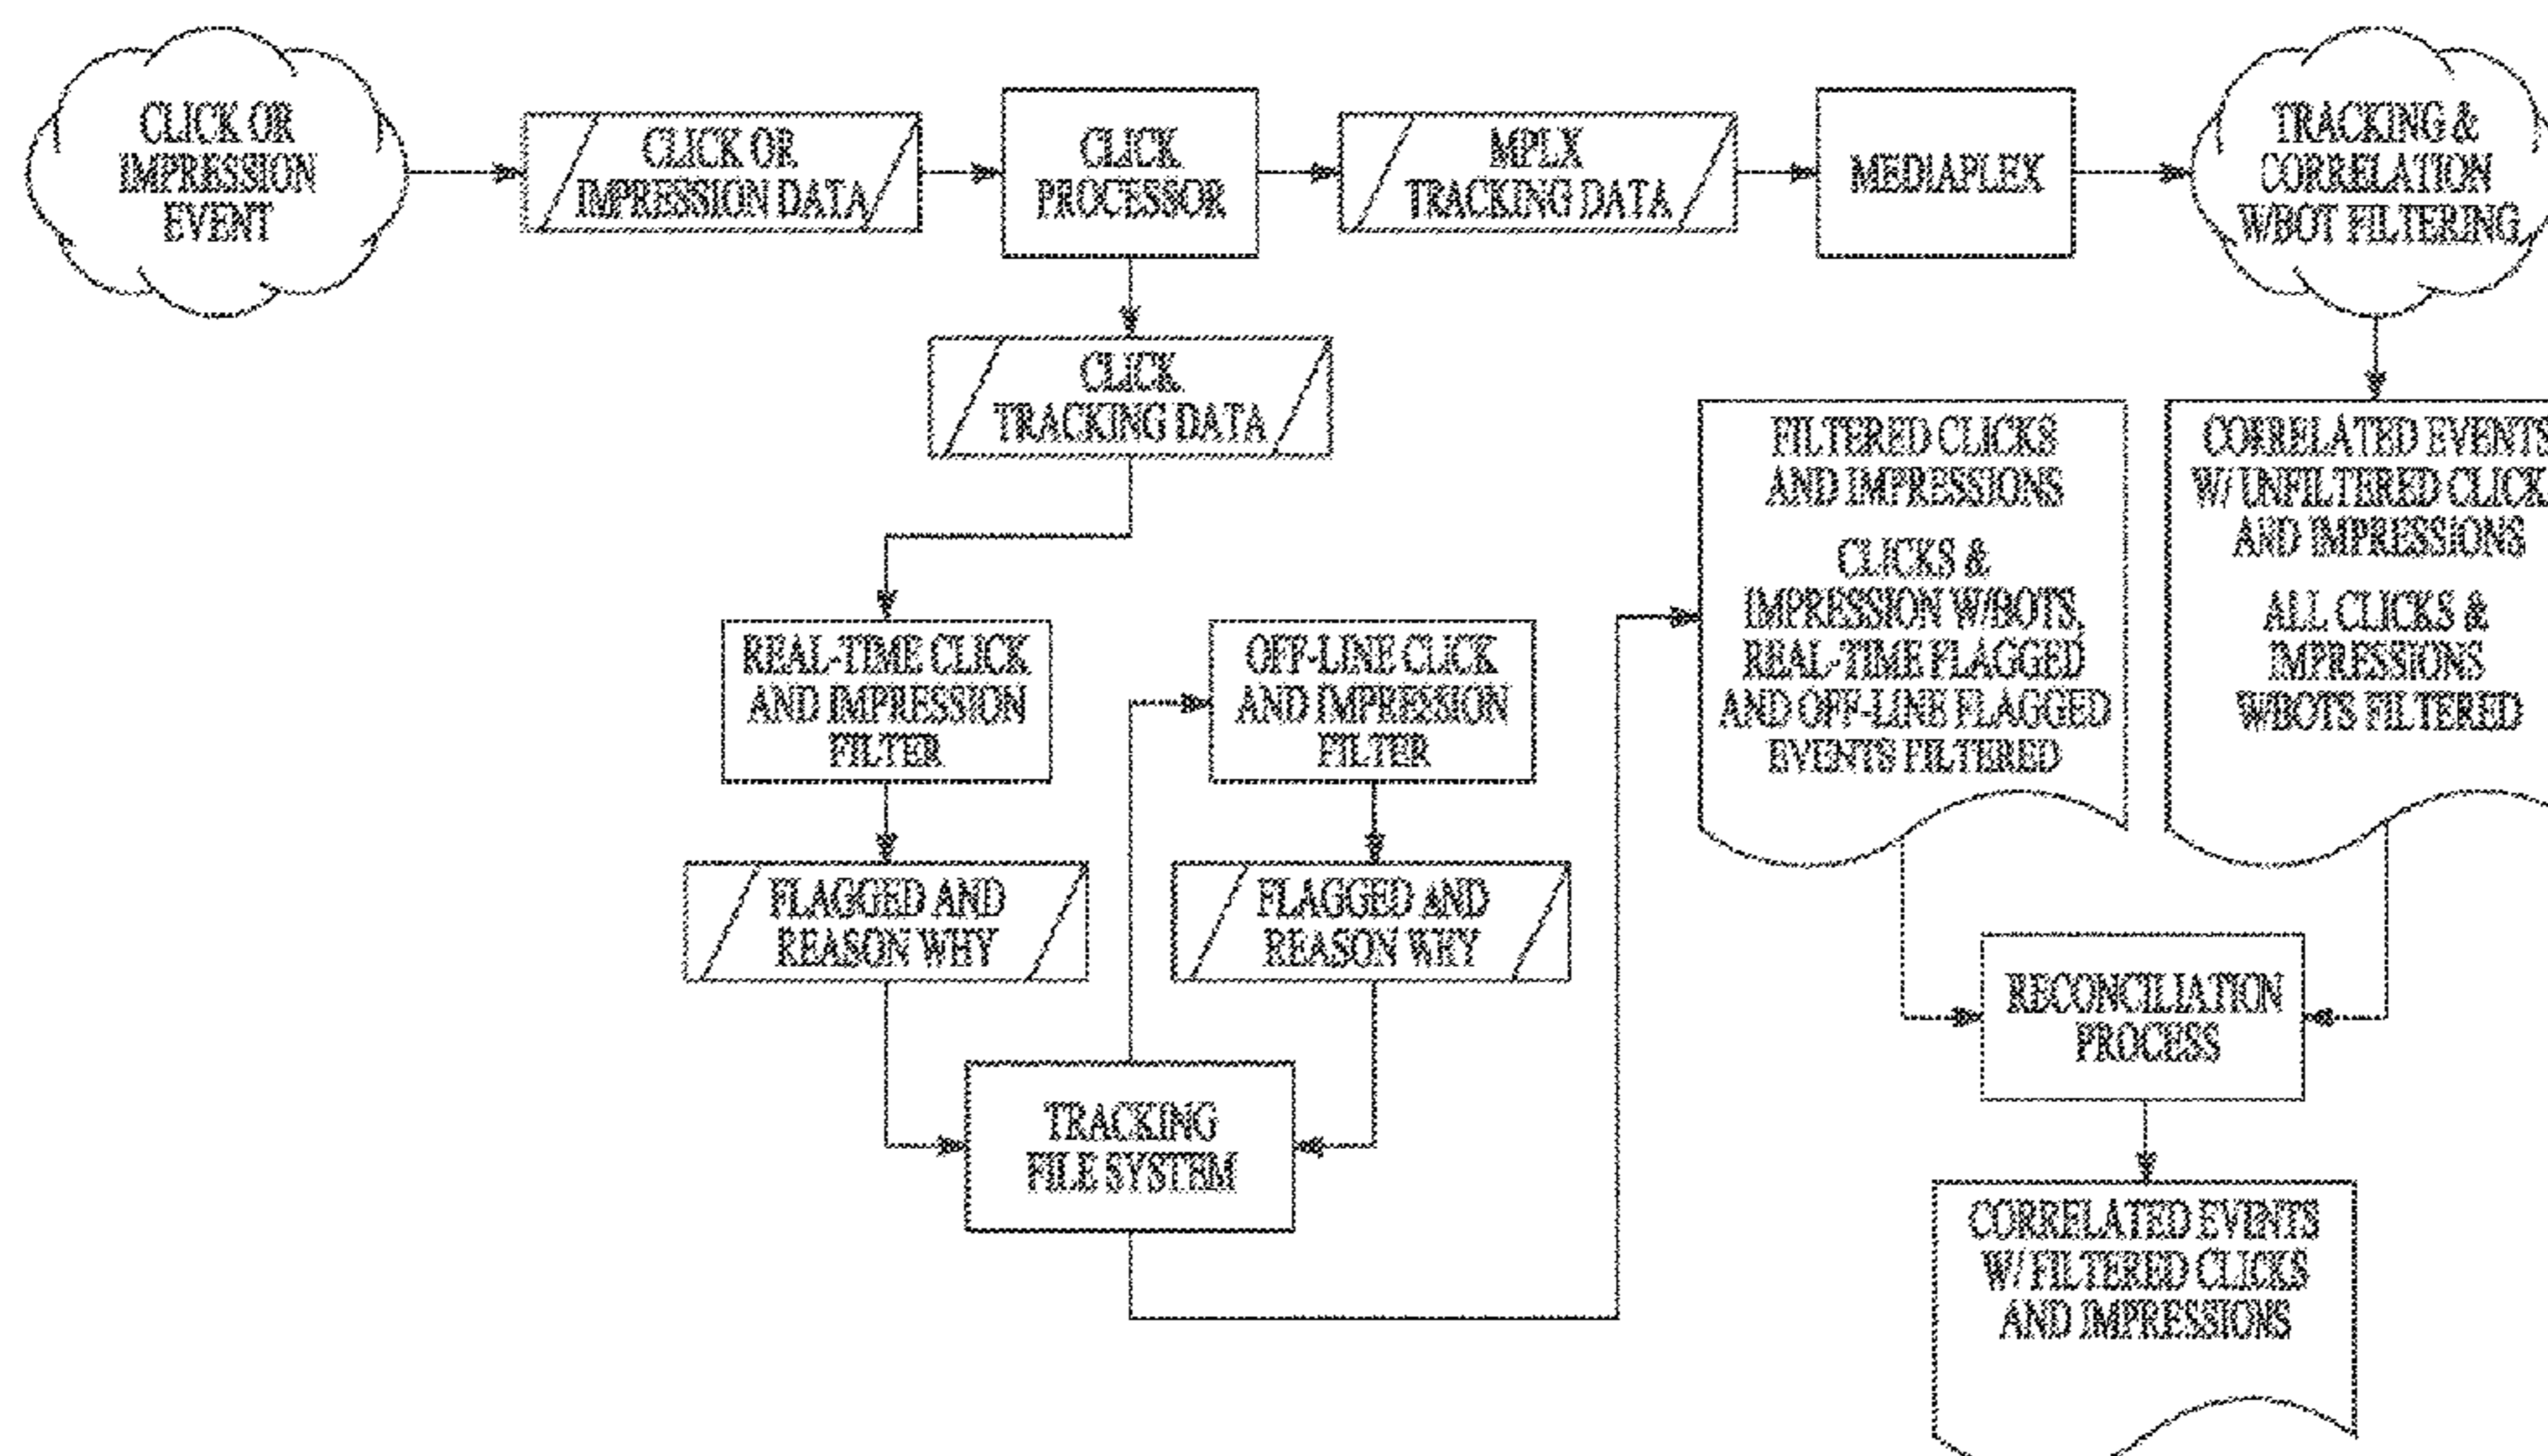 CLICK OR
IMPRESSION
EVENT
CLICK OR
IMPRESSION DATA
CLICK
PROCESSOR
MPLX
TRACKING DATA
MEDIAPLEX
TRACKING &
CORRELATION
W/BOT FILTERING
CLICK
TRACKING DATA
REAL-TIME CLICK
AND IMPRESSION
FILTER
OFF-LINE CLICK
AND IMPRESSION
FILTER
FLAGGED AND
REASON WHY
FLAGGED AND
REASON WHY
TRACKING
FILE SYSTEM
FILTERED CLICKS
AND IMPRESSIONS
CLICKS &
IMPRESSION W/BOTS,
REAL-TIME FLAGGED
AND OFF-LINE FLAGGED
EVENTS FILTERED
CORRELATED EVENTS
W/ UNFILTERED CLICK
AND IMPRESSIONS
ALL CLICKS &
IMPRESSIONS
W/BOTS FILTERED
RECONCILIATION
PROCESS
CORRELATED EVENTS
W/ FILTERED CLICKS
AND IMPRESSIONS